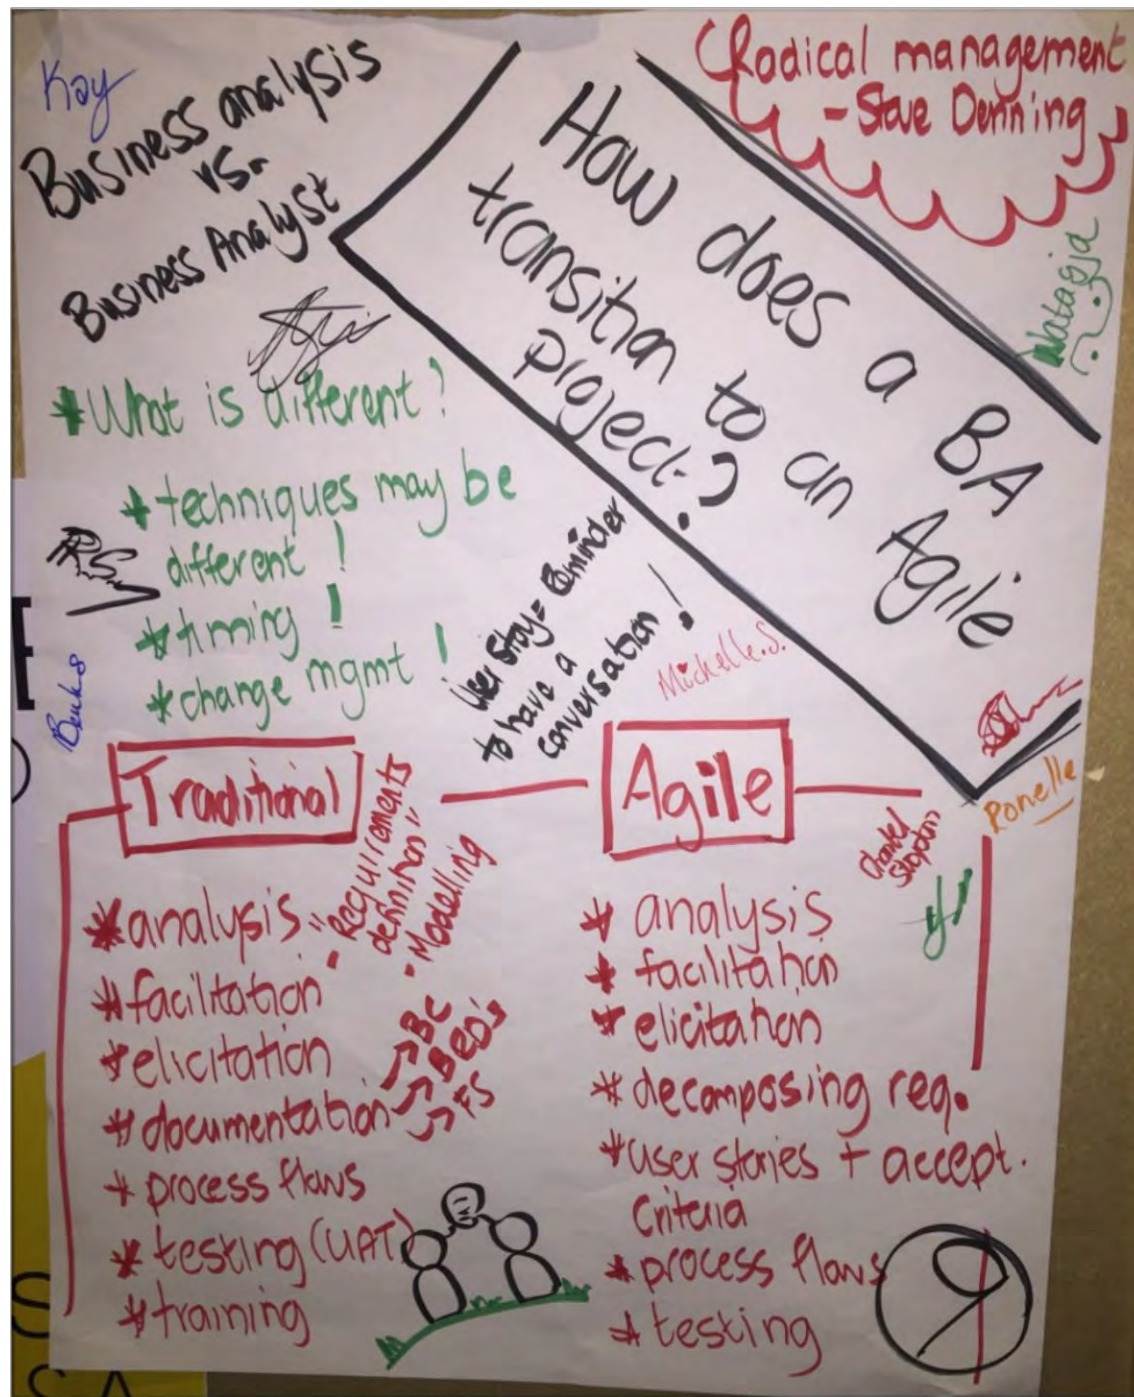 Kay
Business analysis
vs.
Business Analyst
(Radical management
- Steve Denning)
How does a BA
transition to an Agile
project?
Natasja
* What is different?
* techniques may be
different!
* timing!
* change mgmt!
RS
User Story = Reminder
to have a
conversation!
Michelle.S.
Ronelle
Traditional
* analysis
- "Requirements
definition"
- Modelling
* facilitation
* elicitation
* documentation
→ BC
→ BRD's
→ FS
* process flows
* testing (UAT)
* training
Agile
* analysis
* facilitation
* elicitation
* decomposing req.
* user stories + accept.
criteria
* process flows
* testing